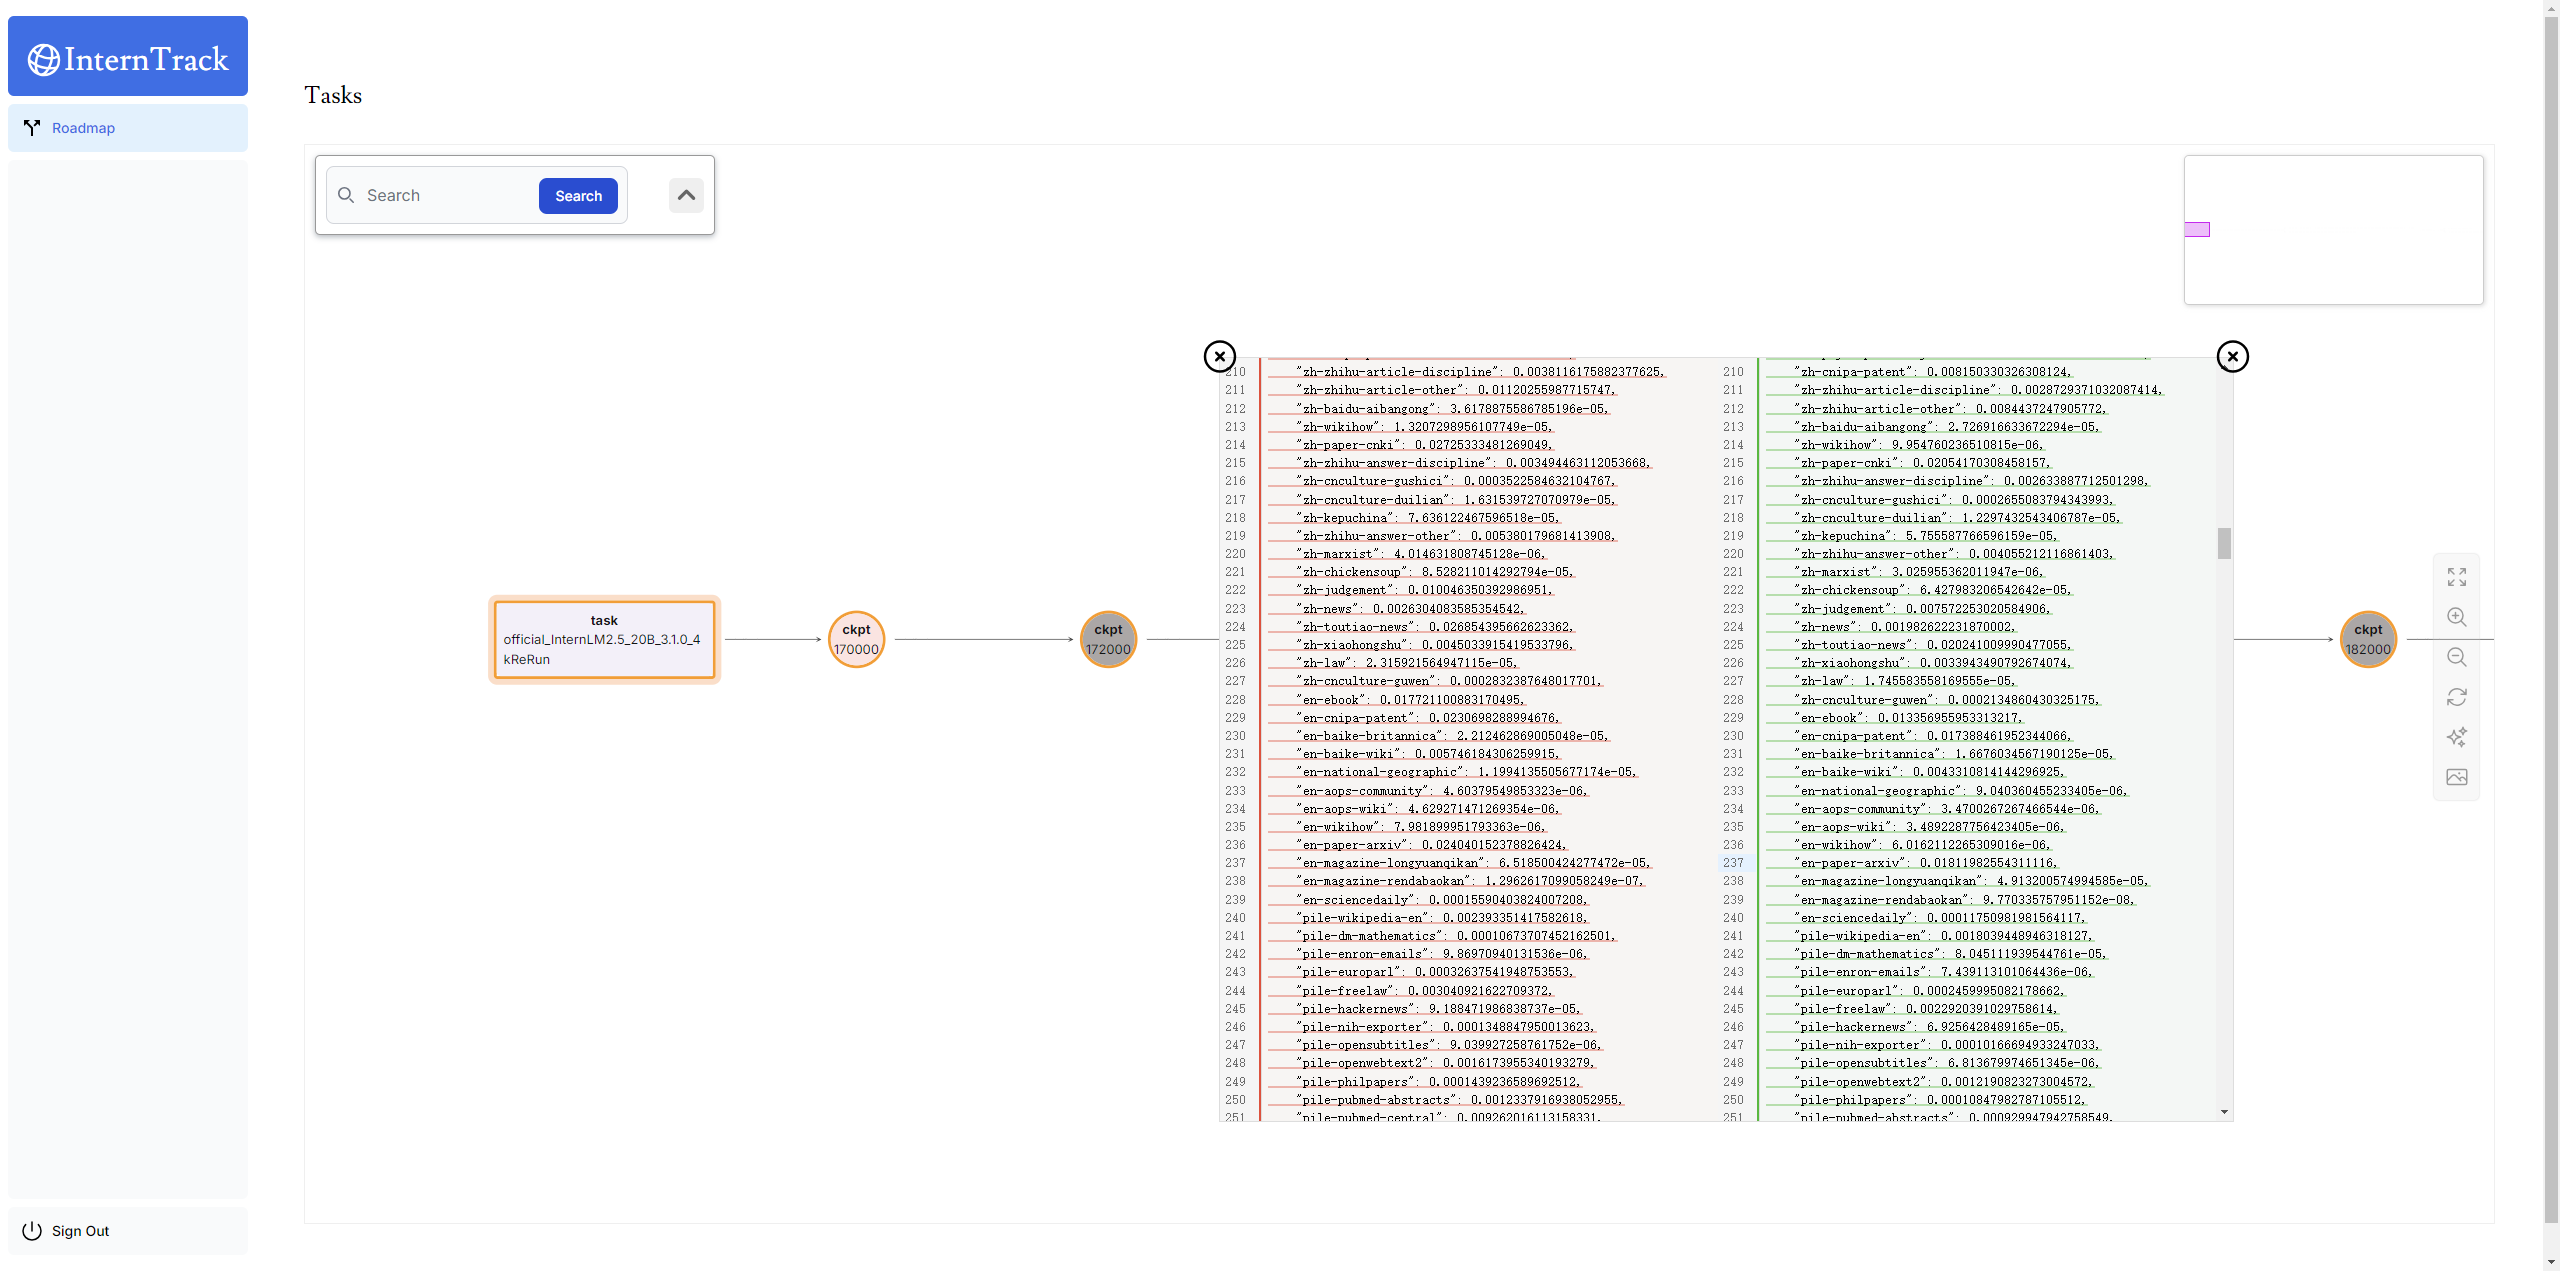 InternTrack
Roadmap
Sign Out
Tasks
Search
Search
task
official_InternLM2.5_20B_3.1.0_4
kReRun
ckpt
170000
ckpt
172000
210 "zh-zhihu-article-discipline": 0.0038116175882377625,
211 "zh-zhihu-article-other": 0.01120255987715747,
212 "zh-baidu-aibangong": 3.6178875586785196e-05,
213 "zh-wikihow": 1.3207298956107749e-05,
214 "zh-paper-cnki": 0.02725333481269049,
215 "zh-zhihu-answer-discipline": 0.003494463112053668,
216 "zh-cnculture-gushici": 0.0003522584632104767,
217 "zh-cnculture-duilian": 1.631539727070979e-05,
218 "zh-kepuchina": 7.636122467596518e-05,
219 "zh-zhihu-answer-other": 0.005380179681413908,
220 "zh-marxist": 4.014631808745128e-06,
221 "zh-chickensoup": 8.528211014292794e-05,
222 "zh-judgement": 0.010046350392986951,
223 "zh-news": 0.0026304083585354542,
224 "zh-toutiao-news": 0.026854395662623362,
225 "zh-xiaohongshu": 0.0045033915419533796,
226 "zh-law": 2.315921564947115e-05,
227 "zh-cnculture-guwen": 0.0002832387648017701,
228 "en-ebook": 0.017721100883170495,
229 "en-cnipa-patent": 0.0230698288994676,
230 "en-baike-britannica": 2.212462869005048e-05,
231 "en-baike-wiki": 0.005746184306259915,
232 "en-national-geographic": 1.1994135505677174e-05,
233 "en-aops-community": 4.60379549853323e-06,
234 "en-aops-wiki": 4.629271471269354e-06,
235 "en-wikihow": 7.981899951793363e-06,
236 "en-paper-arxiv": 0.024040152378826424,
237 "en-magazine-longyuanqikan": 6.518500424277472e-05,
238 "en-magazine-rendabaokan": 1.2962617099058249e-07,
239 "en-sciencedaily": 0.00015590403824007208,
240 "pile-wikipedia-en": 0.002393351417582618,
241 "pile-dm-mathematics": 0.00010673707452162501,
242 "pile-enron-emails": 9.86970940131536e-06,
243 "pile-europarl": 0.00032637541948753553,
244 "pile-freelaw": 0.003040921622709372,
245 "pile-hackernews": 9.188471986838737e-05,
246 "pile-nih-exporter": 0.0001348847950013623,
247 "pile-opensubtitles": 9.039927258761752e-06,
248 "pile-openwebtext2": 0.0016173955340193279,
249 "pile-philpapers": 0.0001439236589692512,
250 "pile-pubmed-abstracts": 0.0012337916938052955,
251 "pile-pubmed-central": 0.009262016113158331,
210 "zh-cnipa-patent": 0.008150330326308124,
211 "zh-zhihu-article-discipline": 0.0028729371032087414,
212 "zh-zhihu-article-other": 0.0084437247905772,
213 "zh-baidu-aibangong": 2.726916633672294e-05,
214 "zh-wikihow": 9.954760236510815e-06,
215 "zh-paper-cnki": 0.02054170308458157,
216 "zh-zhihu-answer-discipline": 0.002633887712501298,
217 "zh-cnculture-gushici": 0.0002655083794343993,
218 "zh-cnculture-duilian": 1.2297432543406787e-05,
219 "zh-kepuchina": 5.755587766596159e-05,
220 "zh-zhihu-answer-other": 0.004055212116861403,
221 "zh-marxist": 3.025955362011947e-06,
222 "zh-chickensoup": 6.427983206542642e-05,
223 "zh-judgement": 0.007572253020584906,
224 "zh-news": 0.001982622231870002,
225 "zh-toutiao-news": 0.020241009990477055,
226 "zh-xiaohongshu": 0.0033943490792674074,
227 "zh-law": 1.745583558169555e-05,
228 "zh-cnculture-guwen": 0.0002134860430325175,
229 "en-ebook": 0.013356955953313217,
230 "en-cnipa-patent": 0.017388461952344066,
231 "en-baike-britannica": 1.6676034567190125e-05,
232 "en-baike-wiki": 0.0043310814144296925,
233 "en-national-geographic": 9.040360455233405e-06,
234 "en-aops-community": 3.4700267267466544e-06,
235 "en-aops-wiki": 3.4892287756423405e-06,
236 "en-wikihow": 6.0162112265309016e-06,
237 "en-paper-arxiv": 0.01811982554311116,
238 "en-magazine-longyuanqikan": 4.913200574994585e-05,
239 "en-magazine-rendabaokan": 9.770335757951152e-08,
240 "en-sciencedaily": 0.00011750981981564117,
241 "pile-wikipedia-en": 0.0018039448946318127,
242 "pile-dm-mathematics": 8.0451119395447​61e-05,
243 "pile-enron-emails": 7.439113101064436e-06,
244 "pile-europarl": 0.0002459995082178662,
245 "pile-freelaw": 0.0022920391029758614,
246 "pile-hackernews": 6.9256428489165e-05,
247 "pile-nih-exporter": 0.00010166694933247033,
248 "pile-opensubtitles": 6.813679974651345e-06,
249 "pile-openwebtext2": 0.0012190823273004572,
250 "pile-philpapers": 0.00010847982787105512,
251 "pile-pubmed-abstracts": 0.000929947942758549,
ckpt
182000